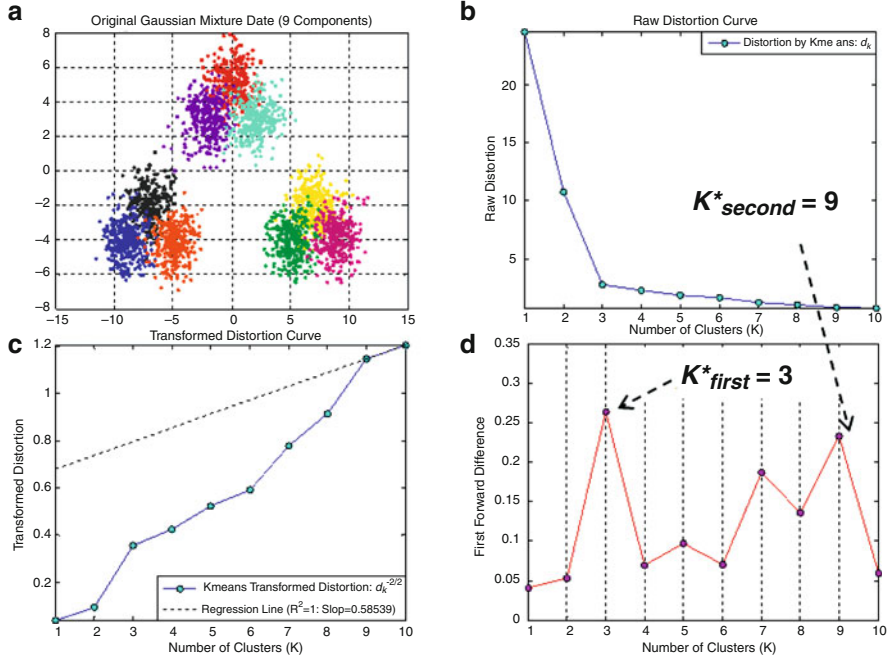 a
Original Gaussian Mixture Date (9 Components)
8
6
4
2
0
−2
−4
−6
−8
−15 −10 −5 0 5 10 15
b
Raw Distortion Curve
Distortion by Kme ans: dk
Raw Distortion
20
15
10
5
K*second = 9
1 2 3 4 5 6 7 8 9 10
Number of Clusters (K)
c
Transformed Distortion Curve
Transformed Distortion
1.2
1
0.8
0.6
0.4
0.2
Kmeans Transformed Distortion: dk-2/2
Regression Line (R2=1: Slop=0.58539)
1 2 3 4 5 6 7 8 9 10
Number of Clusters (K)
d
K*first = 3
First Forward Difference
0.35
0.3
0.25
0.2
0.15
0.1
0.05
0
1 2 3 4 5 6 7 8 9 10
Number of Clusters (K)